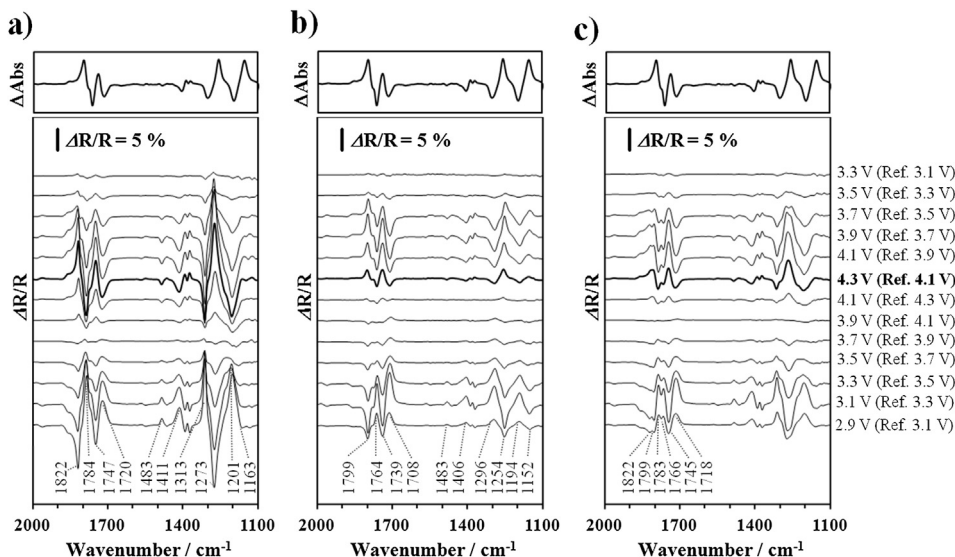 a)
b)
c)
ΔAbs
ΔAbs
ΔAbs
ΔR/R = 5 %
ΔR/R = 5 %
ΔR/R = 5 %
ΔR/R
ΔR/R
ΔR/R
3.3 V (Ref. 3.1 V)
3.5 V (Ref. 3.3 V)
3.7 V (Ref. 3.5 V)
3.9 V (Ref. 3.7 V)
4.1 V (Ref. 3.9 V)
4.3 V (Ref. 4.1 V)
4.1 V (Ref. 4.3 V)
3.9 V (Ref. 4.1 V)
3.7 V (Ref. 3.9 V)
3.5 V (Ref. 3.7 V)
3.3 V (Ref. 3.5 V)
3.1 V (Ref. 3.3 V)
2.9 V (Ref. 3.1 V)
1822
1784
1747
1720
1483
1411
1313
1273
1201
1163
1799
1764
1739
1708
1483
1406
1296
1254
1194
1152
1822
1799
1783
1766
1745
1718
2000 1700 1400 1100
2000 1700 1400 1100
2000 1700 1400 1100
Wavenumber / cm⁻¹
Wavenumber / cm⁻¹
Wavenumber / cm⁻¹